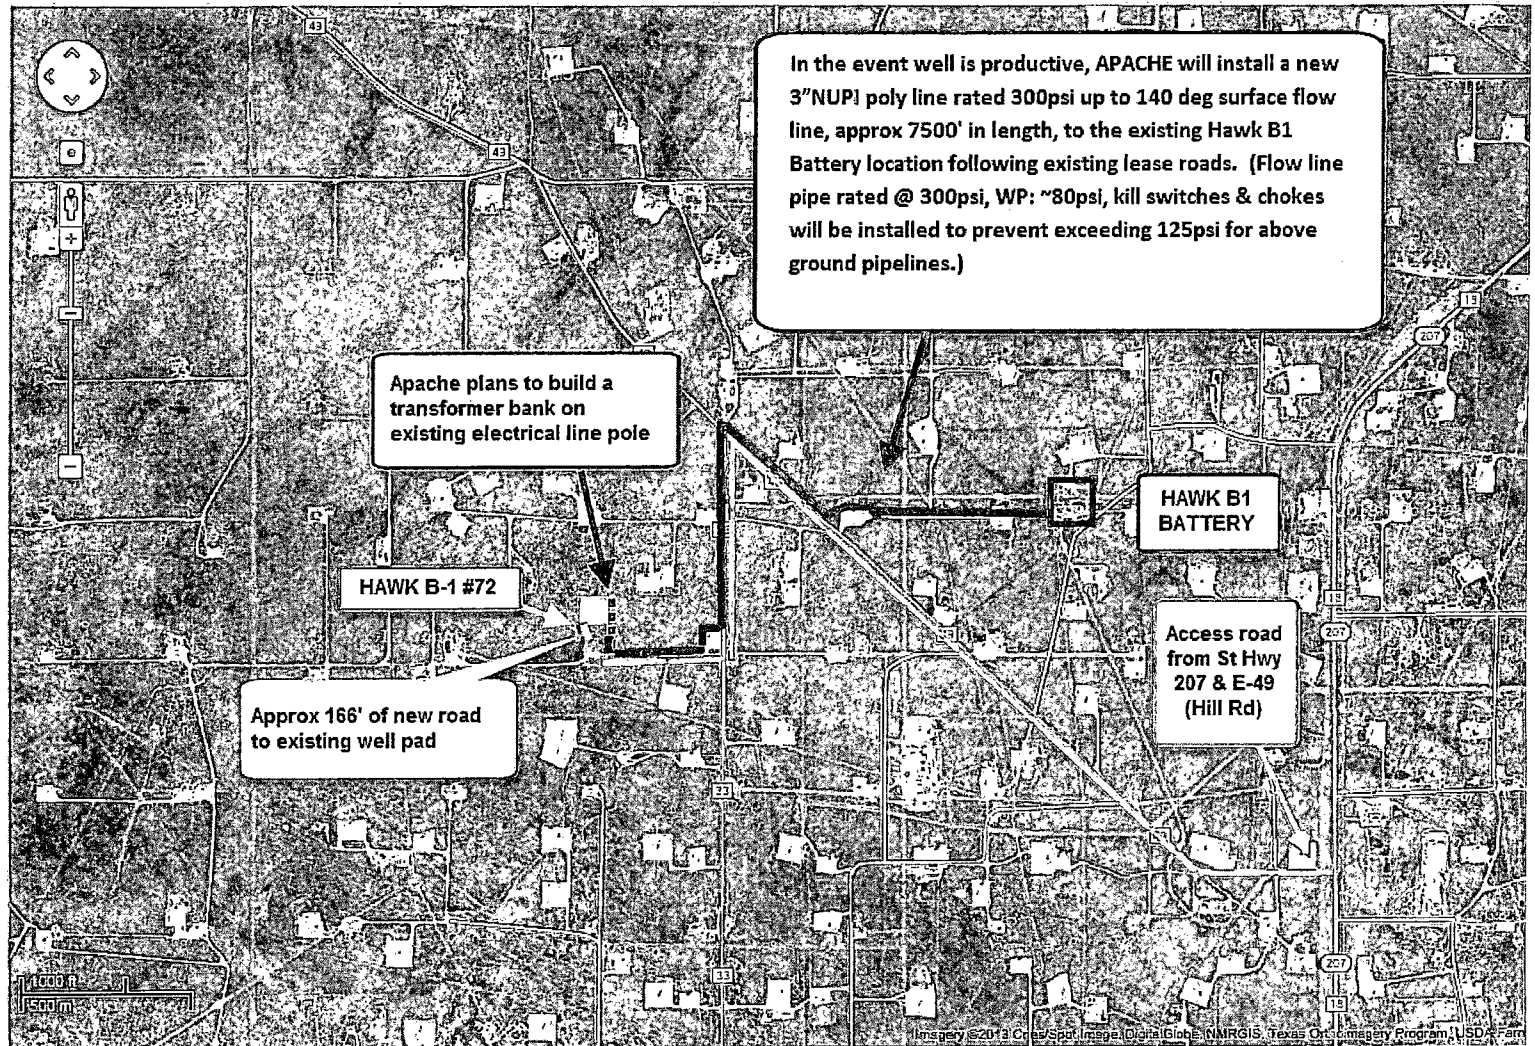 43
In the event well is productive, APACHE will install a new
3"NUPI poly line rated 300psi up to 140 deg surface flow
line, approx 7500' in length, to the existing Hawk B1
Battery location following existing lease roads. (Flow line
pipe rated @ 300psi, WP: ~80psi, kill switches & chokes
will be installed to prevent exceeding 125psi for above
ground pipelines.)
43
18
207
Apache plans to build a
transformer bank on
existing electrical line pole
HAWK B1
BATTERY
HAWK B-1 #72
18
207
Access road
from St Hwy
207 & E-49
(Hill Rd)
Approx 166' of new road
to existing well pad
33
33
207
18
1000 ft
500 m
Imagery ©2013 Cnes/Spot Image, DigitalGlobe, NMRGIS, Texas Orthoimagery Program, USDA Farm